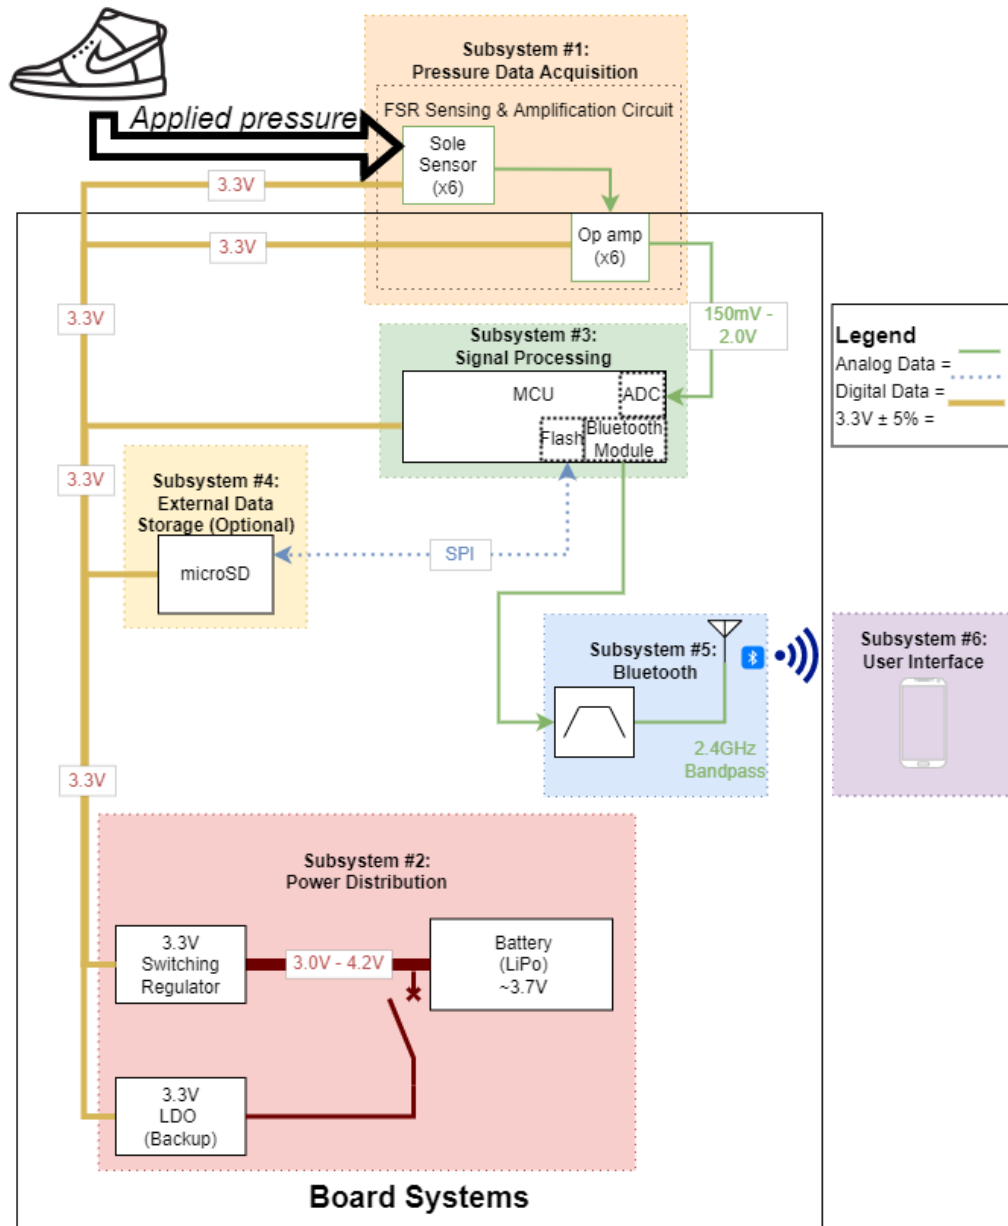 Subsystem #1:
Pressure Data Acquisition
FSR Sensing & Amplification Circuit
Applied pressure
Sole
Sensor
(x6)
3.3V
Op amp
(x6)
3.3V
3.3V
150mV -
2.0V
Legend
Analog Data =
Digital Data =
3.3V ± 5% =
Subsystem #3:
Signal Processing
MCU
ADC
Flash
Bluetooth
Module
3.3V
Subsystem #4:
External Data
Storage (Optional)
microSD
SPI
Subsystem #5:
Bluetooth
2.4GHz
Bandpass
Subsystem #6:
User Interface
3.3V
Subsystem #2:
Power Distribution
3.3V
Switching
Regulator
3.0V - 4.2V
Battery
(LiPo)
~3.7V
3.3V
LDO
(Backup)
Board Systems